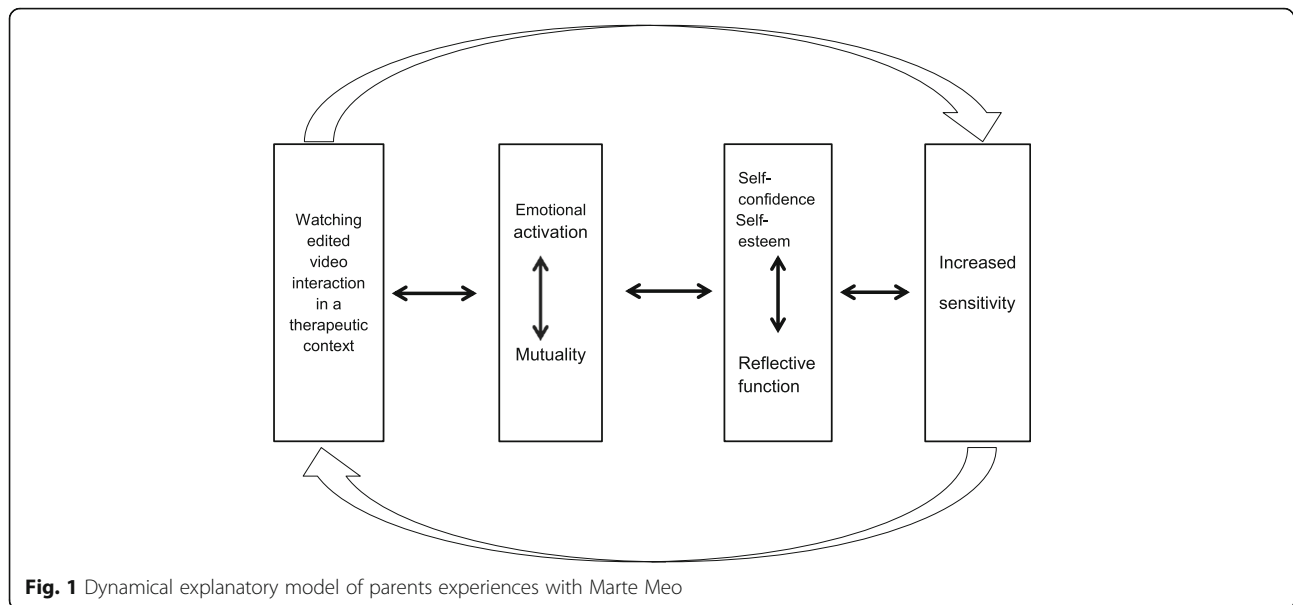 Watching
edited
video
interaction
in a
therapeutic
context
Emotional
activation
Mutuality
Self-
confidence
Self-
esteem
Reflective
function
Increased
sensitivity
Fig. 1 Dynamical explanatory model of parents experiences with Marte Meo